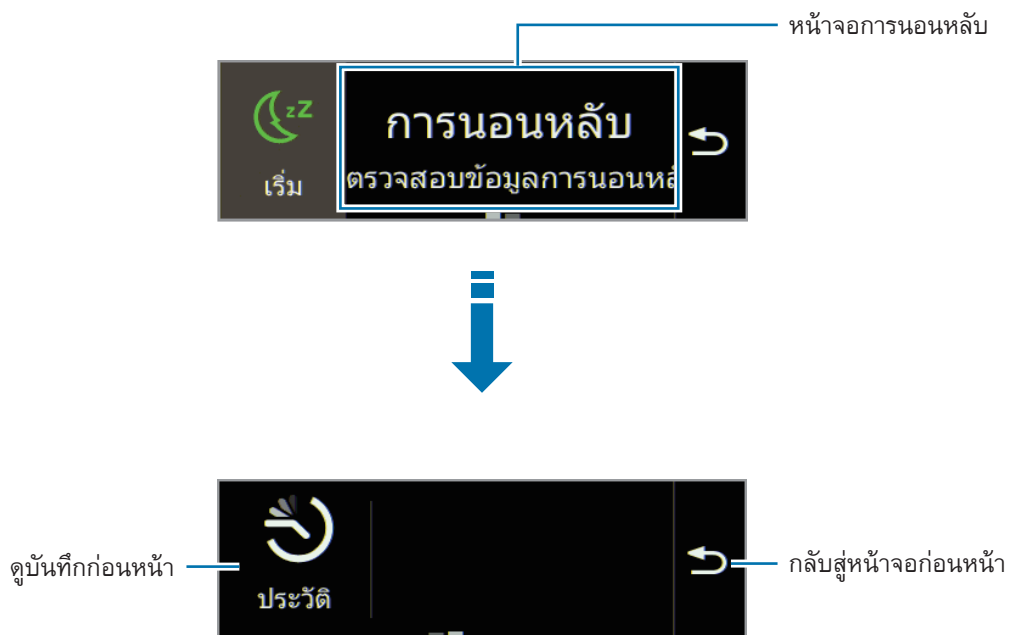 หน้าจอการนอนหลับ
zZ
การนอนหลับ
เริ่ม
ตรวจสอบข้อมูลการนอนหลั
ดูบันทึกก่อนหน้า
กลับสู่หน้าจอก่อนหน้า
ประวัติ